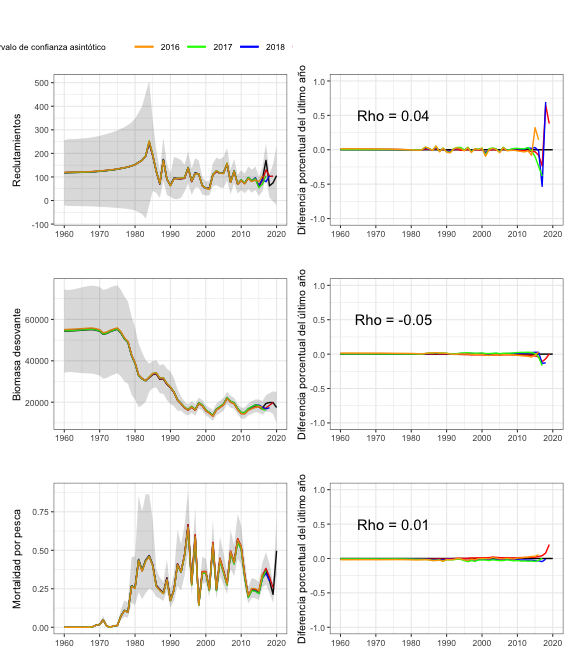 rvalo de confianza asintótico 2016 2017 2018
Reclutamientos
500
400
300
200
100
0
-100
1960 1970 1980 1990 2000 2010 2020
Diferencia porcentual del último año
1.0
0.5
0.0
-0.5
-1.0
Rho = 0.04
1960 1970 1980 1990 2000 2010 2020
Biomasa desovante
60000
40000
20000
1960 1970 1980 1990 2000 2010 2020
Diferencia porcentual del último año
1.0
0.5
0.0
-0.5
-1.0
Rho = -0.05
1960 1970 1980 1990 2000 2010 2020
Mortalidad por pesca
0.75
0.50
0.25
0.00
1960 1970 1980 1990 2000 2010 2020
Diferencia porcentual del último año
1.0
0.5
0.0
-0.5
-1.0
Rho = 0.01
1960 1970 1980 1990 2000 2010 2020